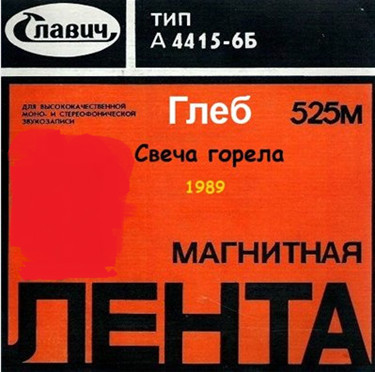 Славич
ТИП
А 4415-6Б
ДЛЯ ВЫСОКОКАЧЕСТВЕННОЙ
МОНО- И СТЕРЕОФОНИЧЕСКОЙ
ЗВУКОЗАПИСИ
Глеб
525м
Свеча горела
1989
МАГНИТНАЯ
ЛЕНТА